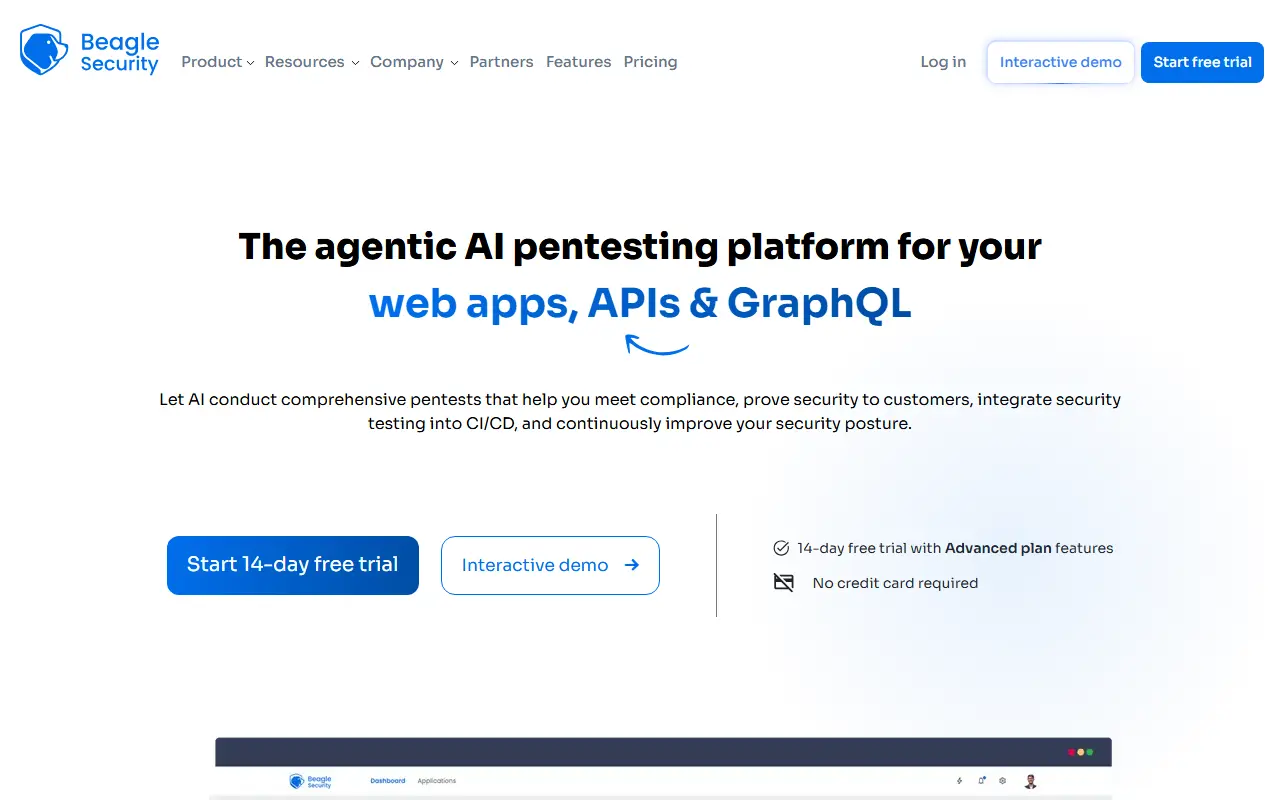 Beagle
Security
Product
Resources
Company
Partners
Features
Pricing
Log in
Interactive demo
Start free trial
The agentic AI pentesting platform for your
web apps, APIs & GraphQL
Let AI conduct comprehensive pentests that help you meet compliance, prove security to customers, integrate security
testing into CI/CD, and continuously improve your security posture.
Start 14-day free trial
Interactive demo
14-day free trial with Advanced plan features
No credit card required
Beagle
Security
Dashboard
Applications